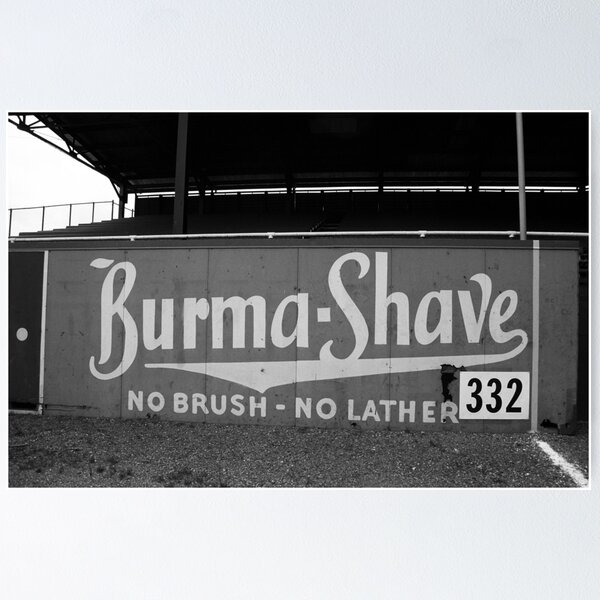 Burma-Shave
NO BRUSH - NO LATHER
332